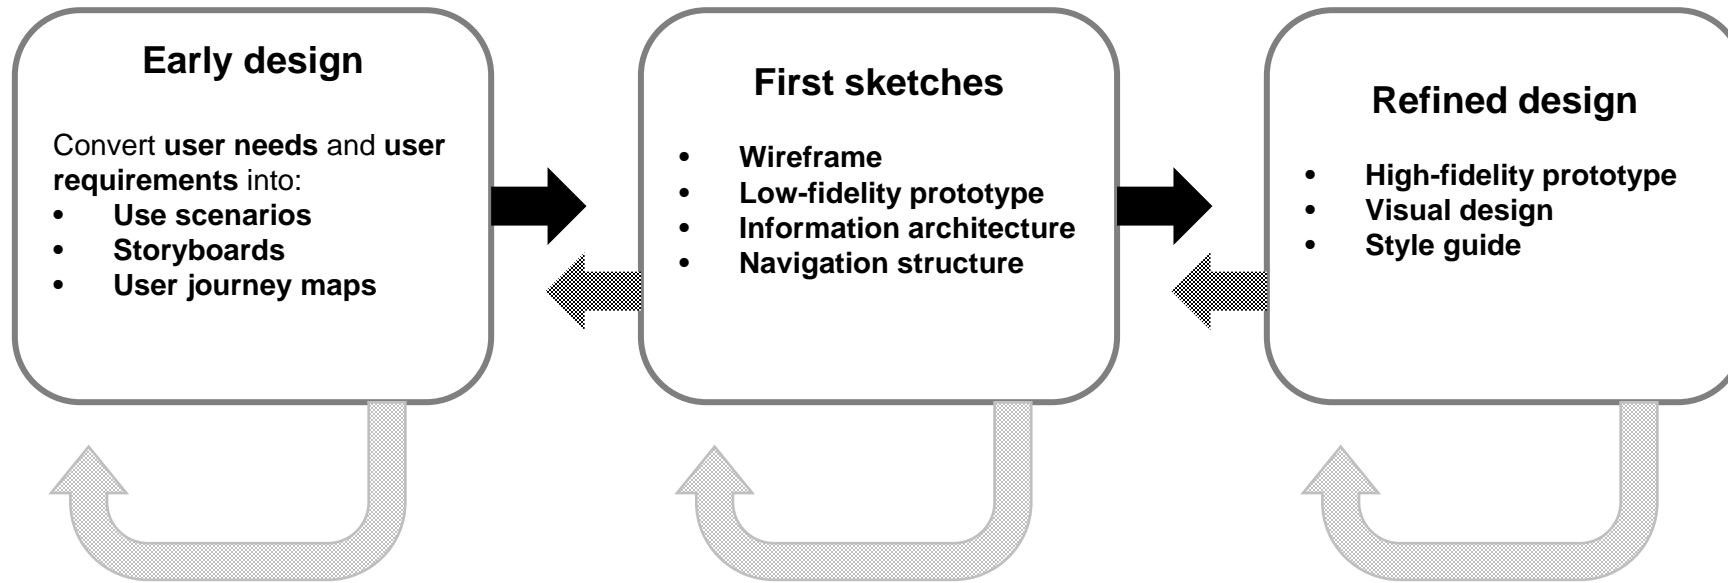 Early design
Convert user needs and user
requirements into:
• Use scenarios
• Storyboards
• User journey maps
First sketches
• Wireframe
• Low-fidelity prototype
• Information architecture
• Navigation structure
Refined design
• High-fidelity prototype
• Visual design
• Style guide